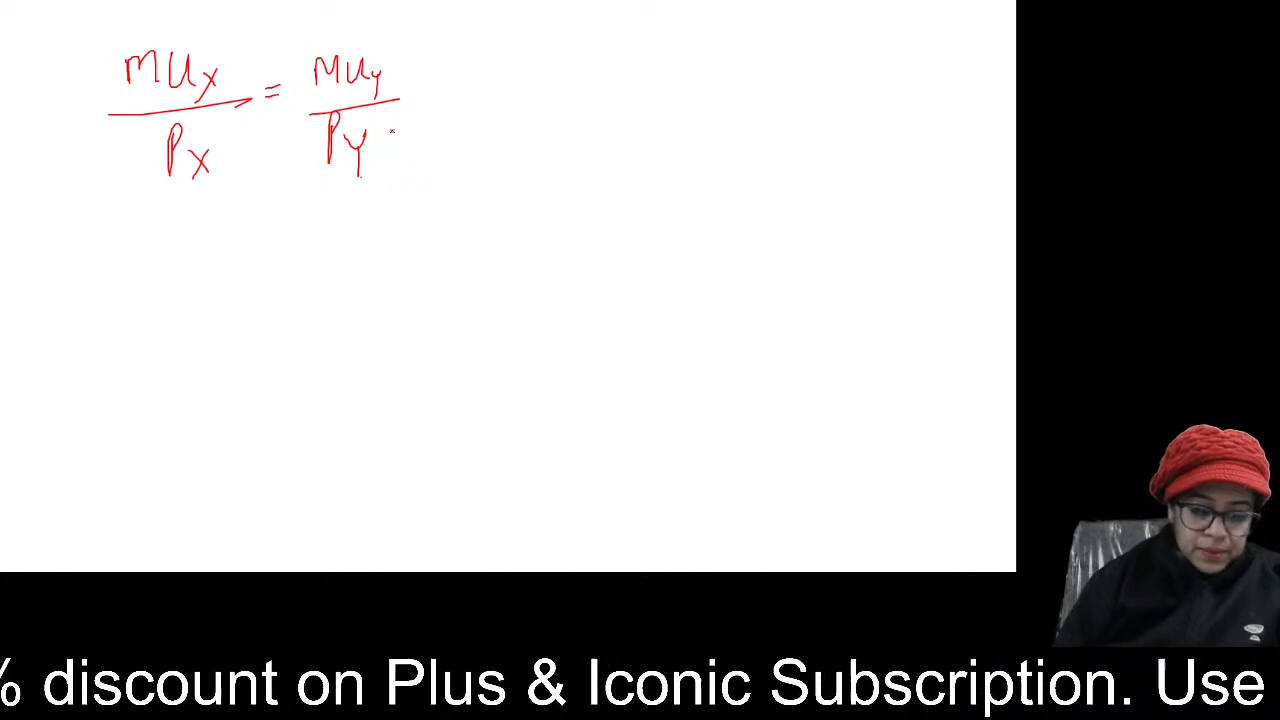 MUx = MUy
Px Py
% discount on Plus & Iconic Subscription. Use